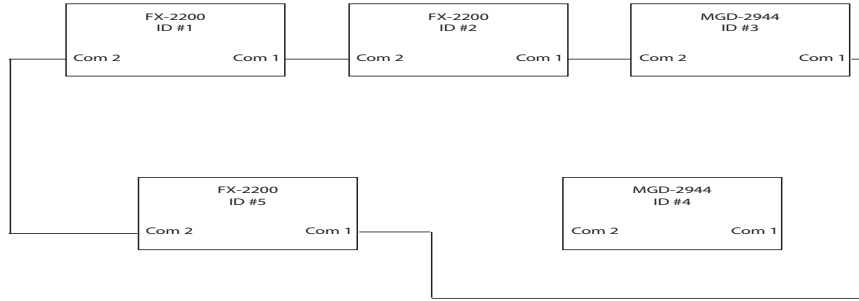 FX-2200
ID #1
Com 2 Com 1
FX-2200
ID #2
Com 2 Com 1
MGD-2944
ID #3
Com 2 Com 1
FX-2200
ID #5
Com 2 Com 1
MGD-2944
ID #4
Com 2 Com 1